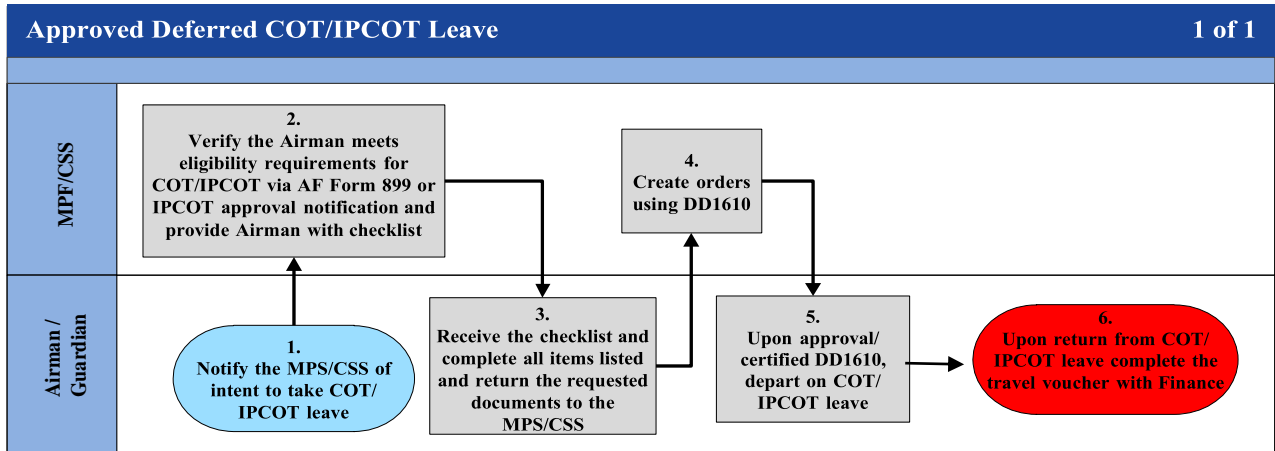 Approved Deferred COT/IPCOT Leave 1 of 1
MPF/CSS
2.
Verify the Airman meets
eligibility requirements for
COT/IPCOT via AF Form 899 or
IPCOT approval notification and
provide Airman with checklist
4.
Create orders
using DD1610
Airman /
Guardian
1.
Notify the MPS/CSS of
intent to take COT/
IPCOT leave
3.
Receive the checklist and
complete all items listed
and return the requested
documents to the
MPS/CSS
5.
Upon approval/
certified DD1610,
depart on COT/
IPCOT leave
6.
Upon return from COT/
IPCOT leave complete the
travel voucher with Finance